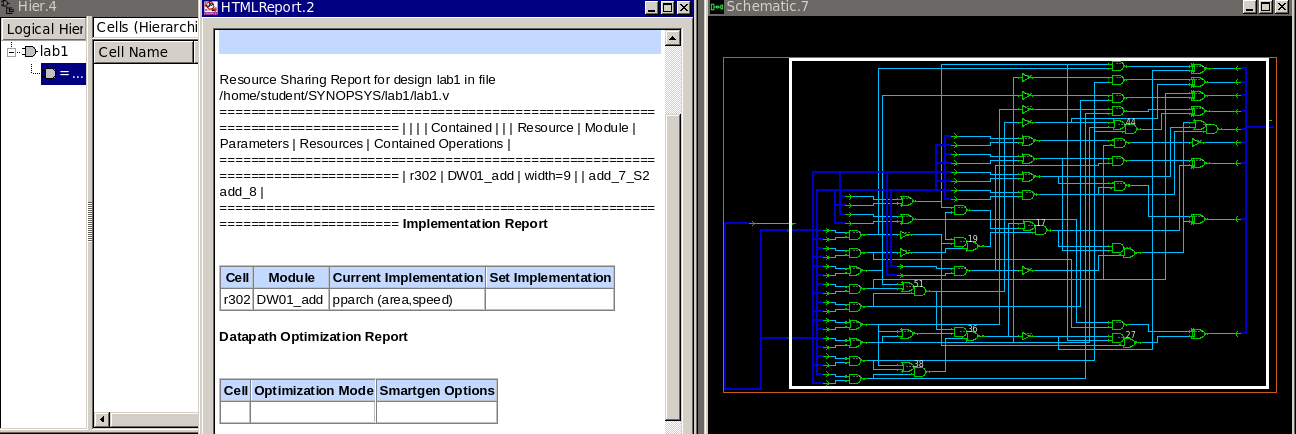 Hier.4
Logical Hier
lab1
= ...
Cells (Hierarchi
Cell Name
HTMLReport.2
Resource Sharing Report for design lab1 in file
/home/student/SYNOPSYS/lab1/lab1.v
===============================================================
========================== | | | | Contained | | | Resource | Module |
Parameters | Resources | Contained Operations |
===============================================================
========================== | r302 | DW01_add | width=9 | | add_7_S2
add_8 |
===============================================================
========================== Implementation Report
Cell Module Current Implementation Set Implementation
r302 DW01_add pparch (area,speed)
Datapath Optimization Report
Cell Optimization Mode Smartgen Options
Schematic.7
44
17
19
51
36
27
38